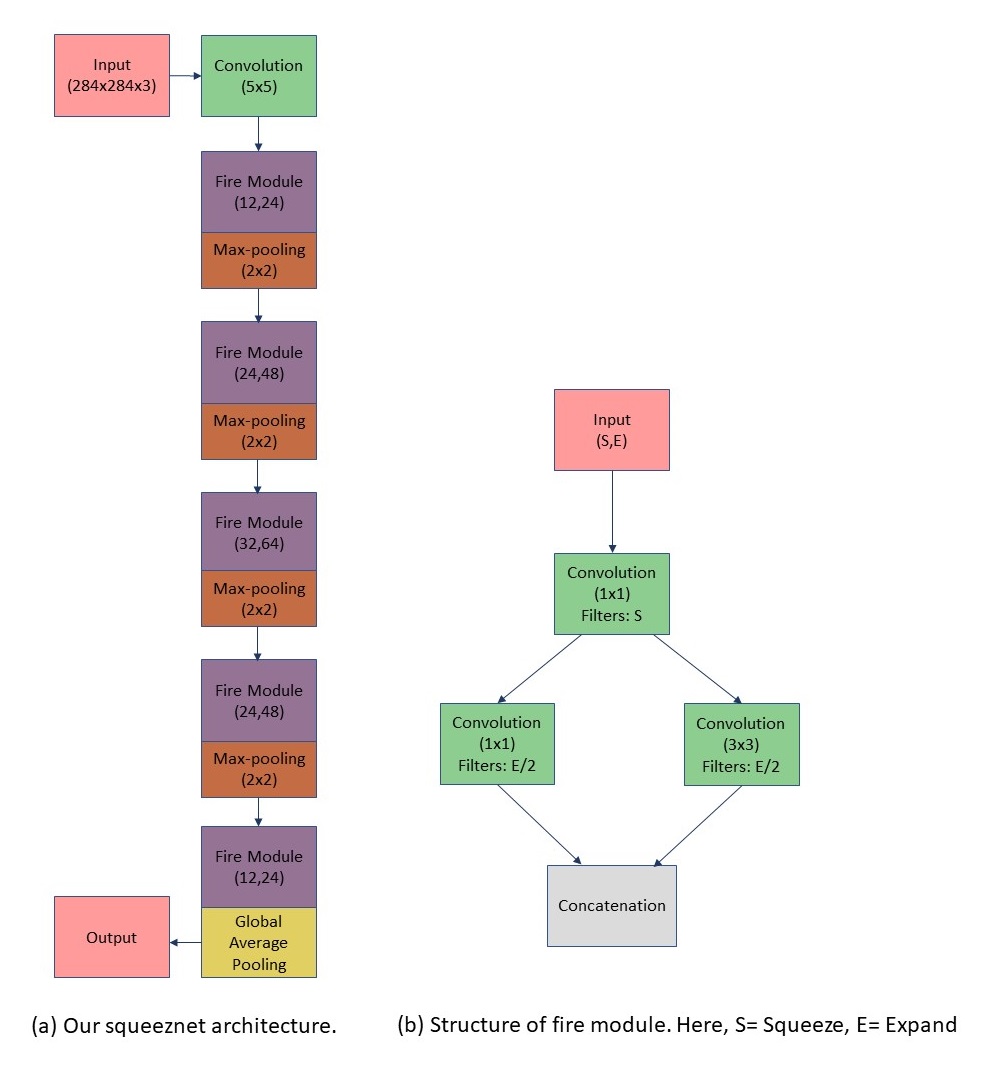 Input
(284x284x3)
Convolution
(5x5)
Fire Module
(12,24)
Max-pooling
(2x2)
Fire Module
(24,48)
Max-pooling
(2x2)
Fire Module
(32,64)
Max-pooling
(2x2)
Fire Module
(24,48)
Max-pooling
(2x2)
Fire Module
(12,24)
Global
Average
Pooling
Output
(a) Our squeeznet architecture.
Input
(S,E)
Convolution
(1x1)
Filters: S
Convolution
(1x1)
Filters: E/2
Convolution
(3x3)
Filters: E/2
Concatenation
(b) Structure of fire module. Here, S= Squeeze, E= Expand